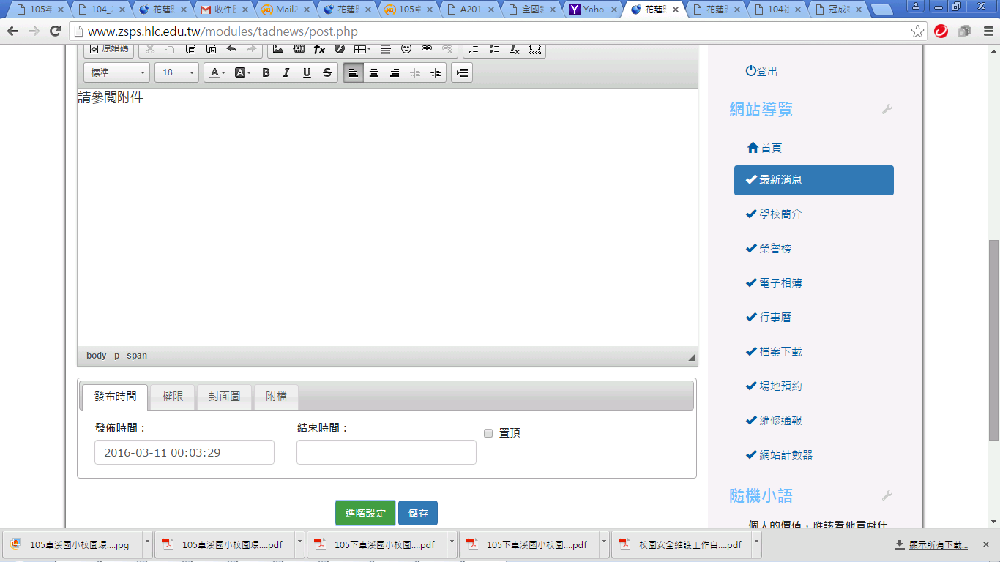 105年
104_2
花蓮縣
收件匣
Mail2
花蓮縣
105卓
A201
全國
Yahoo
花蓮縣
花蓮縣
104社
冠成
www.zsps.hlc.edu.tw/modules/tadnews/post.php
原始碼
標準 18
請參閱附件
body p span
發布時間 權限 封面圖 附檔
發佈時間：
結束時間：
置頂
2016-03-11 00:03:29
進階設定 儲存
登出
網站導覽
首頁
最新消息
學校簡介
榮譽榜
電子相簿
行事曆
檔案下載
場地預約
維修通報
網站計數器
隨機小語
一個人的價值，應該看他貢獻什
105卓溪國小校園環....jpg
105卓溪國小校園環....pdf
105下卓溪國小校園....pdf
105下卓溪國小校園....pdf
校園安全維護工作自....pdf
顯示所有下載...